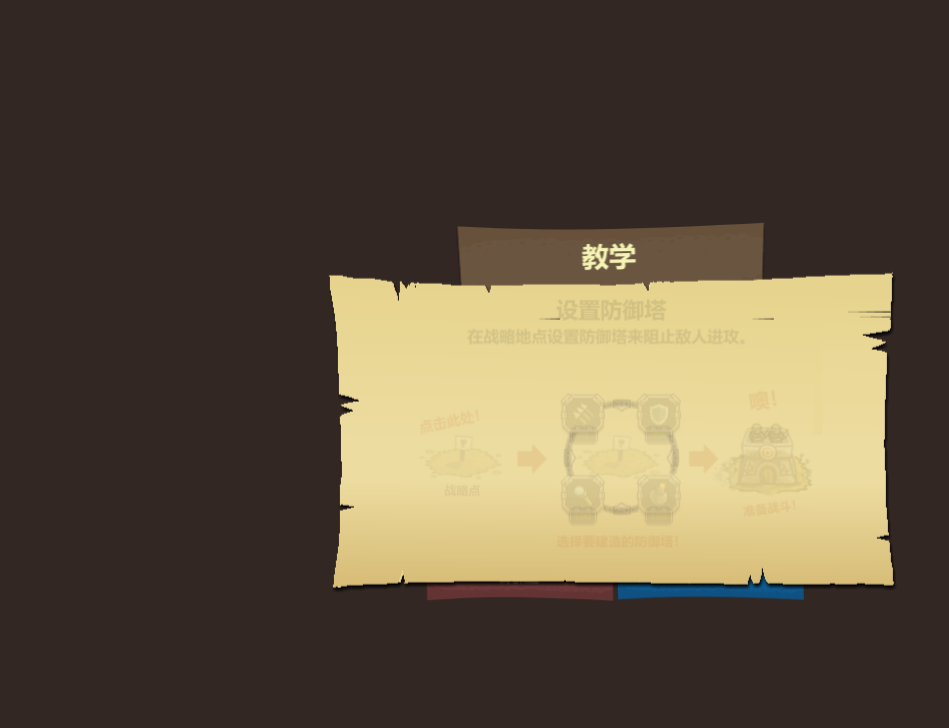 教学
设置防御塔
在战略地点设置防御塔来阻止敌人进攻。
点击此处!
噢!
战略点
准备战斗!
选择要建造的防御塔!